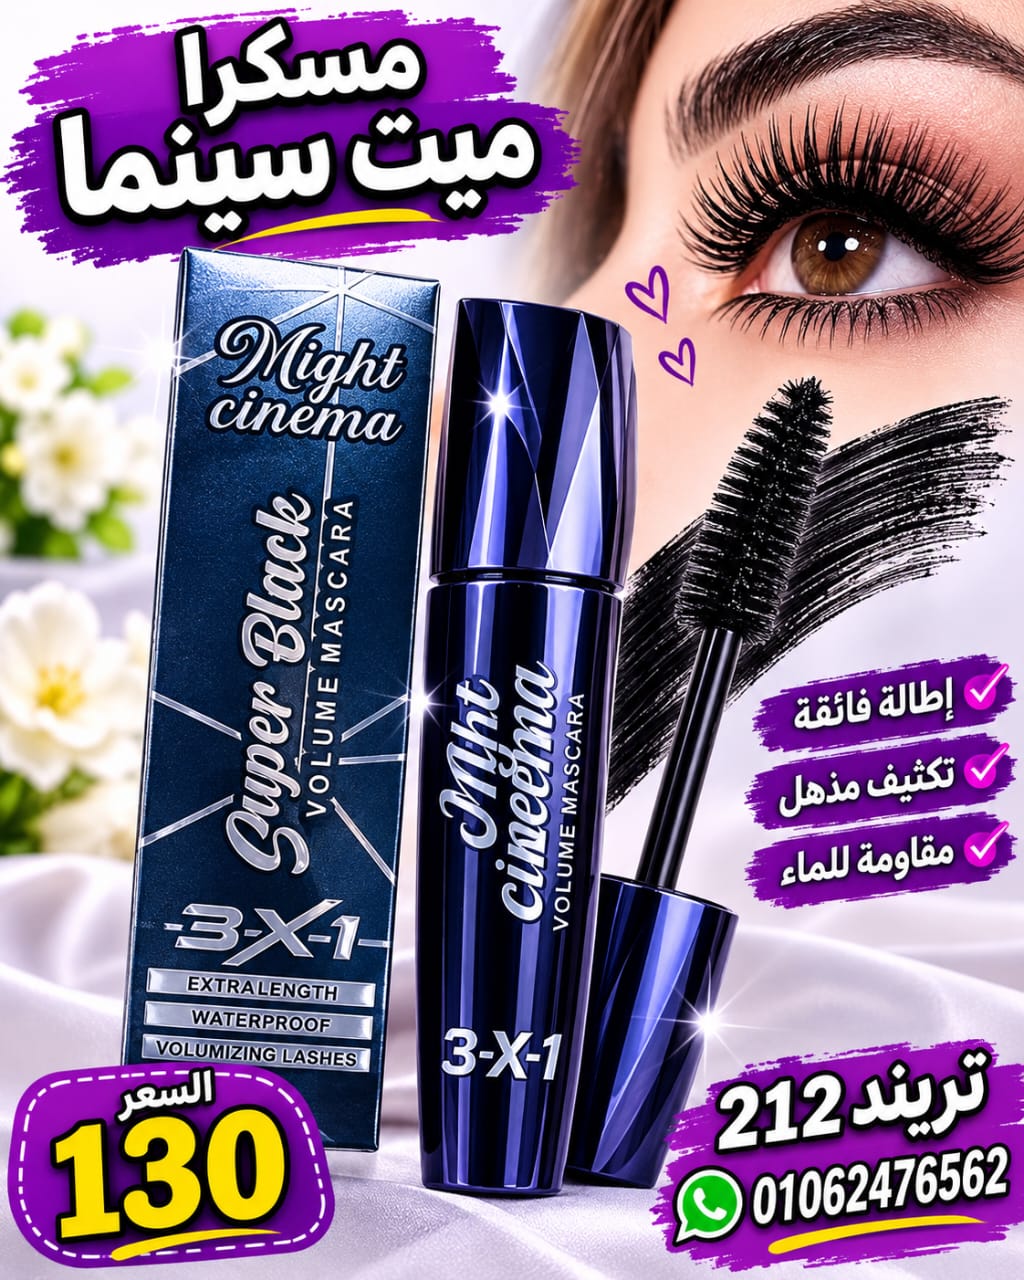 مسكرا
ميت سينما
Might
cinema
Super Black
VOLUME MASCARA
-3-X-1-
EXTRALENGTH
WATERPROOF
VOLUMIZING LASHES
Mght
cineema
VOLUME MASCARA
3-X-1
إطالة فائقة
تكثيف مذهل
مقاومة للماء
السعر
130
تريند 212
01062476562